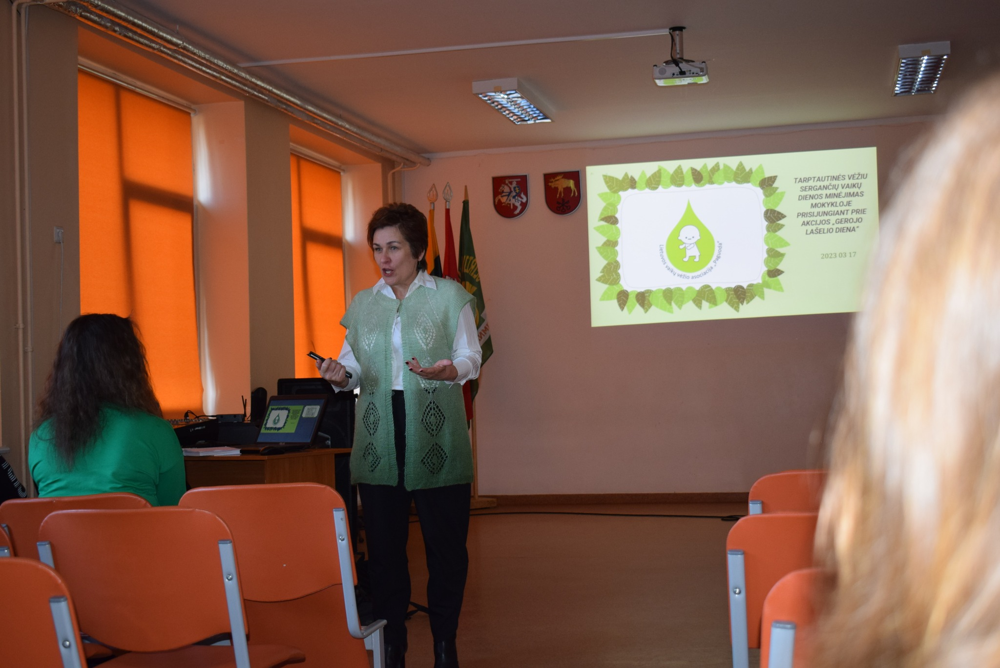 TARPTAUTINĖS VĖŽIU
SERGANČIŲ VAIKŲ
DIENOS MINĖJIMAS
MOKYKLOJE
PRISIJUNGIANT PRIE
AKCIJOS „GEROJO
LAŠELIO DIENA“
2023 03 17
Lietuvos vaikų vėžio asociacija „Paguoda“